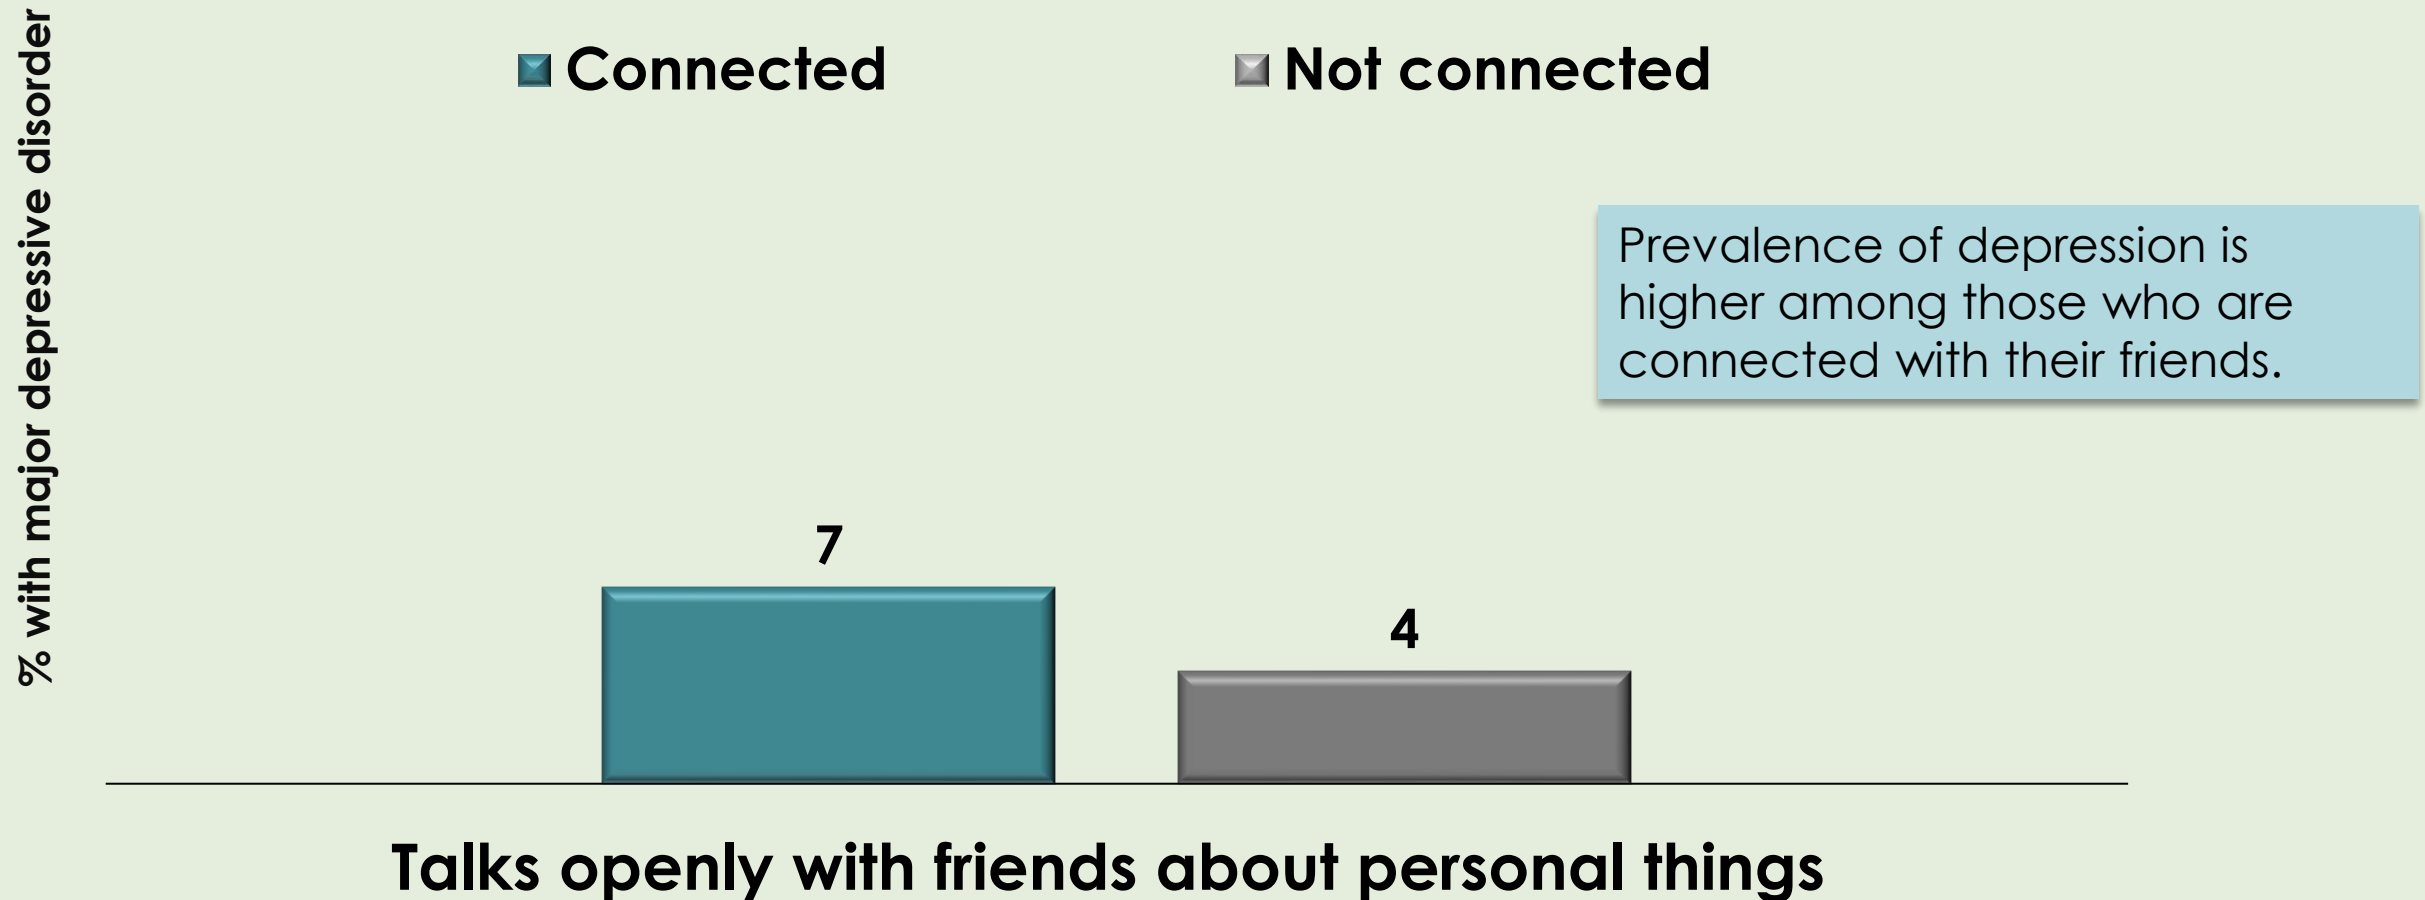 % with major depressive disorder
Connected
Not connected
Prevalence of depression is
higher among those who are
connected with their friends.
7
4
Talks openly with friends about personal things